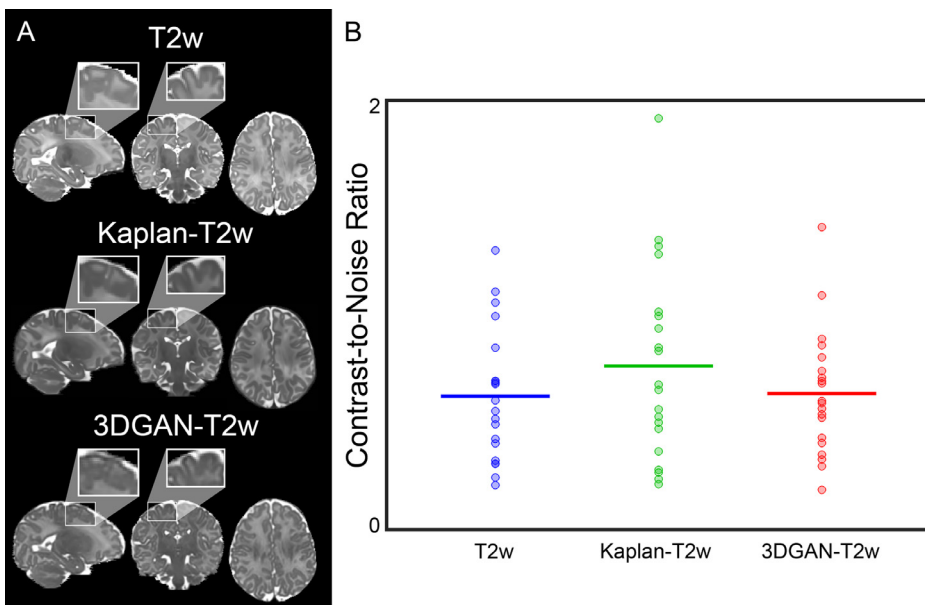 A
T2w
Kaplan-T2w
3DGAN-T2w
B
Contrast-to-Noise Ratio
2
0
T2w
Kaplan-T2w
3DGAN-T2w